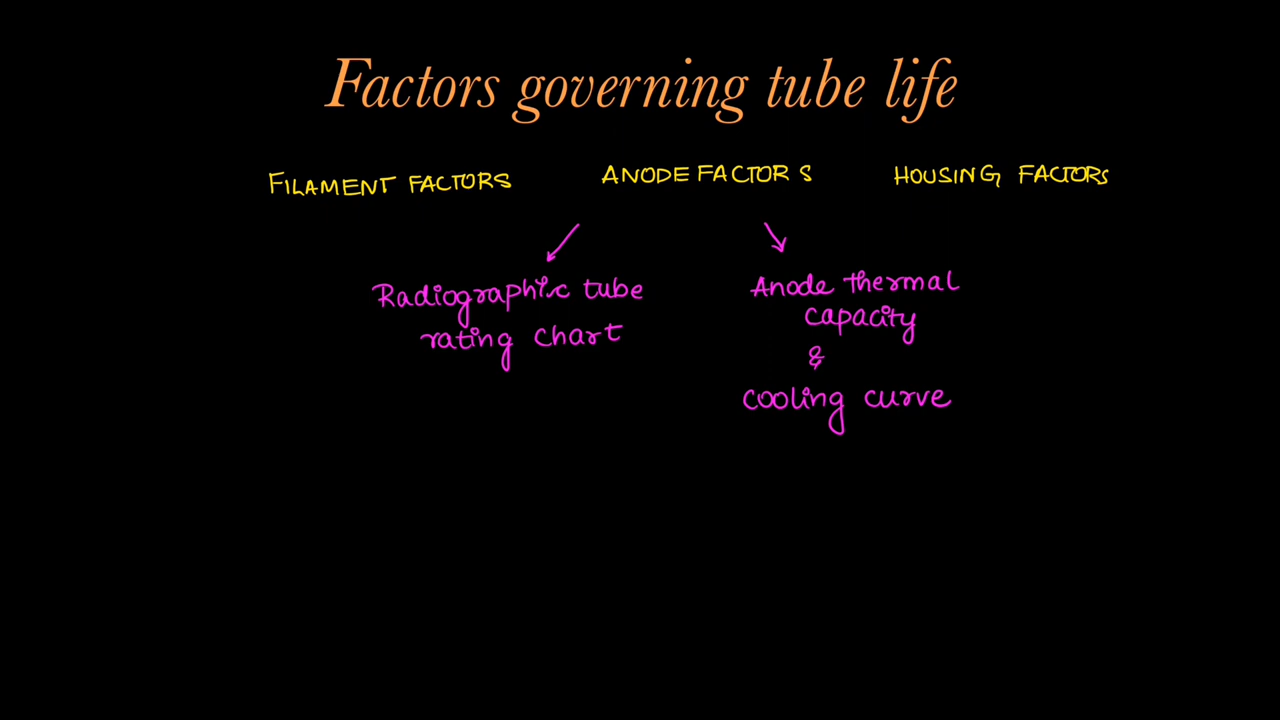 Factors governing tube life
FILAMENT FACTORS
ANODE FACTORS
HOUSING FACTORS
Radiographic tube
rating chart
Anode thermal
capacity
&
cooling curve